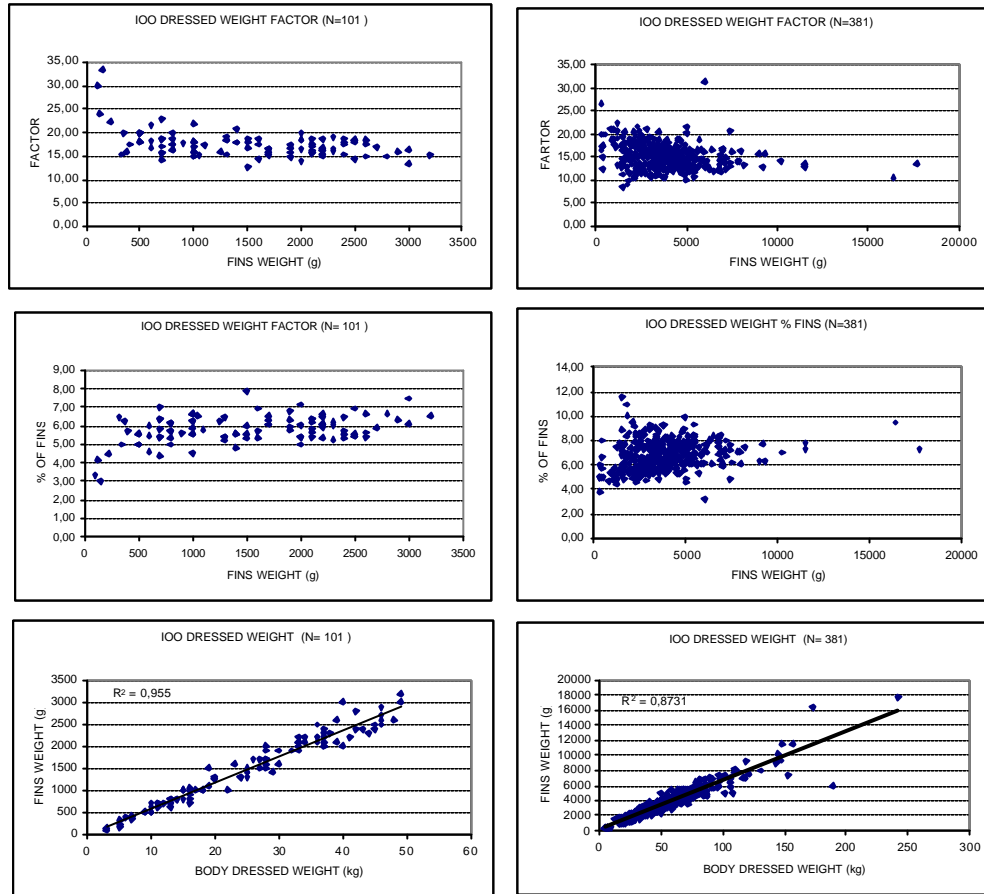 IOO DRESSED WEIGHT FACTOR (N=101 )
35,00
30,00
25,00
20,00
15,00
10,00
5,00
0,00
FACTOR
0 500 1000 1500 2000 2500 3000 3500
FINS WEIGHT (g)
IOO DRESSED WEIGHT FACTOR (N=381)
35,00
30,00
25,00
20,00
15,00
10,00
5,00
0,00
FARTOR
0 5000 10000 15000 20000
FINS WEIGHT (g)
IOO DRESSED WEIGHT FACTOR (N= 101 )
9,00
8,00
7,00
6,00
5,00
4,00
3,00
2,00
1,00
0,00
% OF FINS
0 500 1000 1500 2000 2500 3000 3500
FINS WEIGHT (g)
IOO DRESSED WEIGHT % FINS (N=381)
14,00
12,00
10,00
8,00
6,00
4,00
2,00
0,00
% OF FINS
0 5000 10000 15000 20000
FINS WEIGHT (g)
IOO DRESSED WEIGHT (N= 101 )
R² = 0,955
3500
3000
2500
2000
1500
1000
500
0
FINS WEIGHT (g
0 10 20 30 40 50 60
BODY DRESSED WEIGHT (kg)
IOO DRESSED WEIGHT (N= 381)
R² = 0,8731
20000
18000
16000
14000
12000
10000
8000
6000
4000
2000
0
FINS WEIGHT (g)
0 50 100 150 200 250 300
BODY DRESSED WEIGHT (kg)